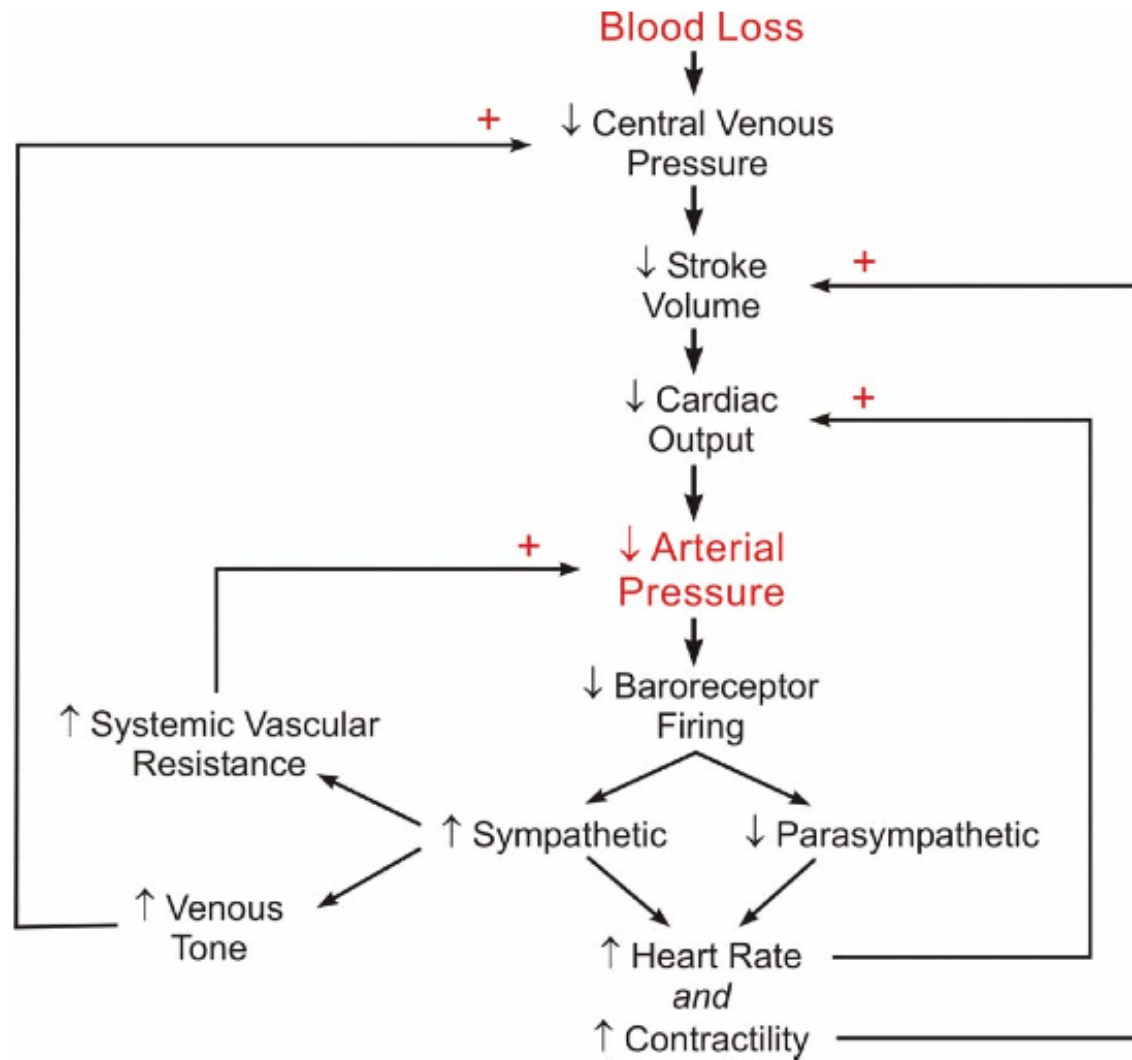 Blood Loss
+
↓ Central Venous
Pressure
↓ Stroke
+
Volume
↓ Cardiac
+
Output
+
↓ Arterial
Pressure
↓ Baroreceptor
Firing
↑ Systemic Vascular
Resistance
↑ Sympathetic
↓ Parasympathetic
↑ Venous
Tone
↑ Heart Rate
and
↑ Contractility